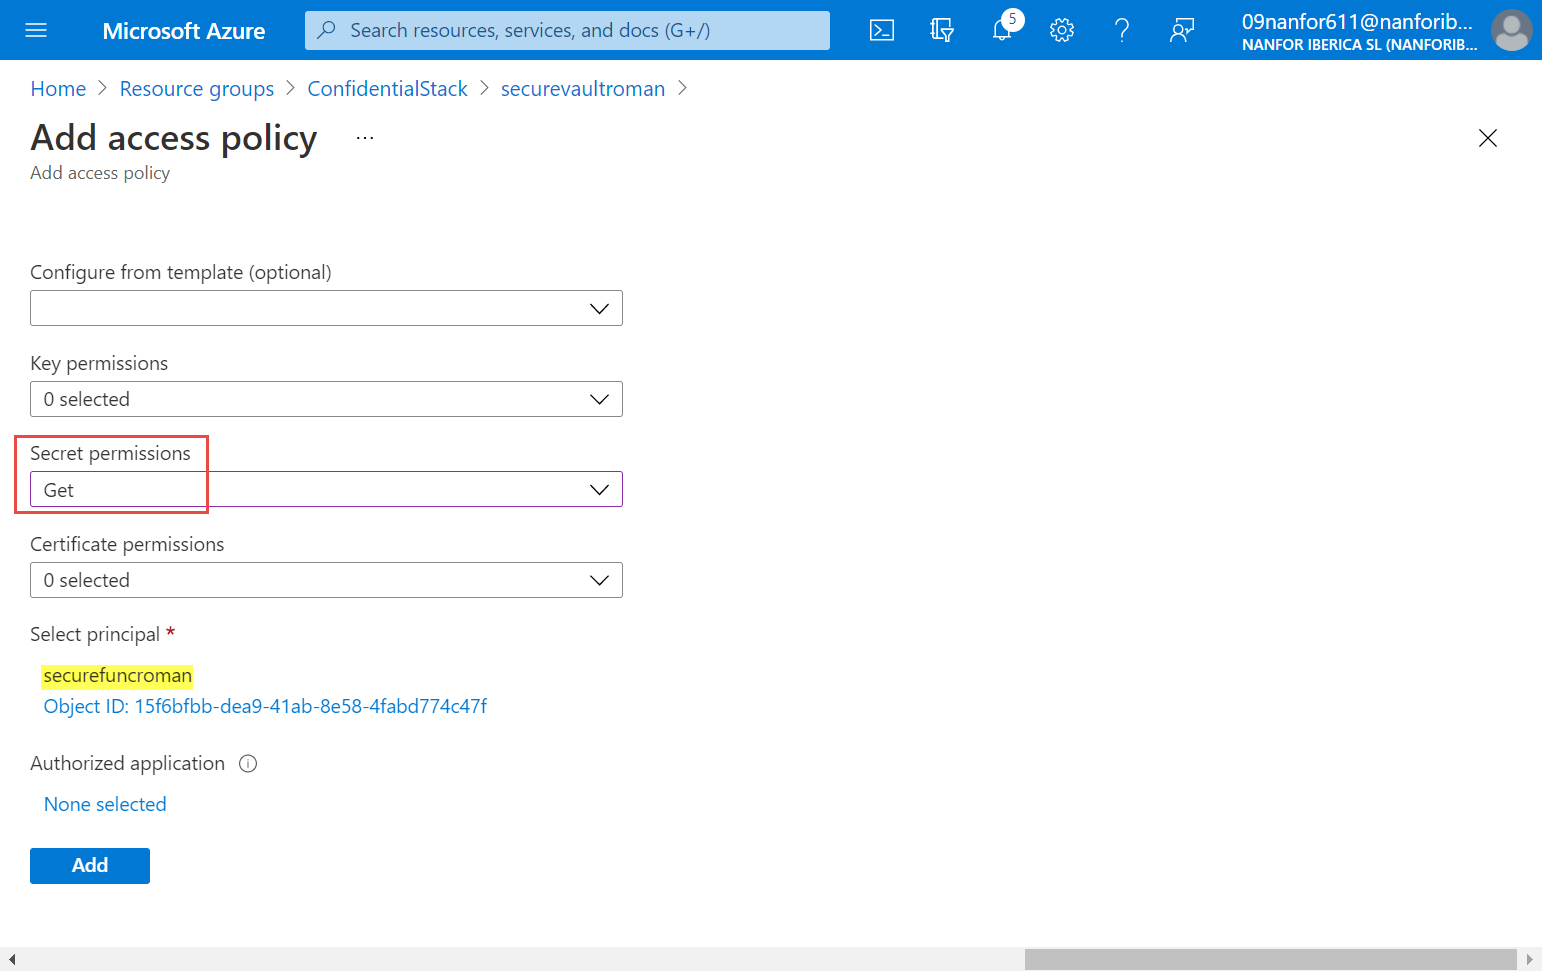 Microsoft Azure
Search resources, services, and docs (G+/)
5
09nanfor611@nanforib...
NANFOR IBERICA SL (NANFORIB...
Home > Resource groups > ConfidentialStack > securevaultroman >
Add access policy ...
Add access policy
Configure from template (optional)
Key permissions
0 selected
Secret permissions
Get
Certificate permissions
0 selected
Select principal *
securefuncroman
Object ID: 15f6bfbb-dea9-41ab-8e58-4fabd774c47f
Authorized application
None selected
Add